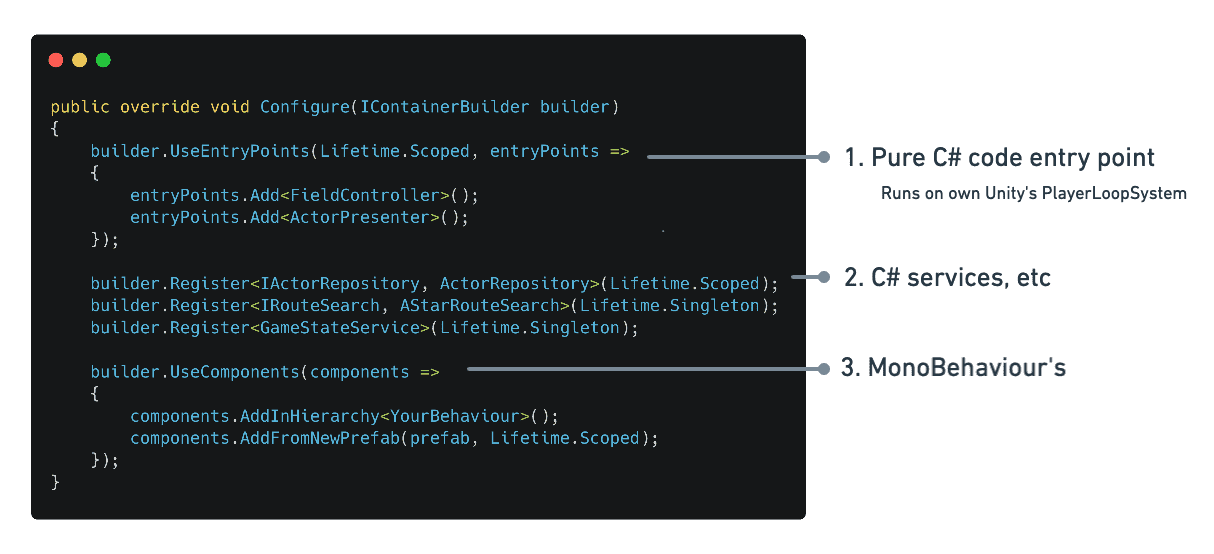 public override void Configure(IContainerBuilder builder)
{
    builder.UseEntryPoints(Lifetime.Scoped, entryPoints =>
    {
        entryPoints.Add<FieldController>();
        entryPoints.Add<ActorPresenter>();
    });

    builder.Register<IActorRepository, ActorRepository>(Lifetime.Scoped);
    builder.Register<IRouteSearch, AStarRouteSearch>(Lifetime.Singleton);
    builder.Register<GameStateService>(Lifetime.Singleton);

    builder.UseComponents(components =>
    {
        components.AddInHierarchy<YourBehaviour>();
        components.AddFromNewPrefab(prefab, Lifetime.Scoped);
    });
}
1. Pure C# code entry point
Runs on own Unity's PlayerLoopSystem
2. C# services, etc
3. MonoBehaviour's